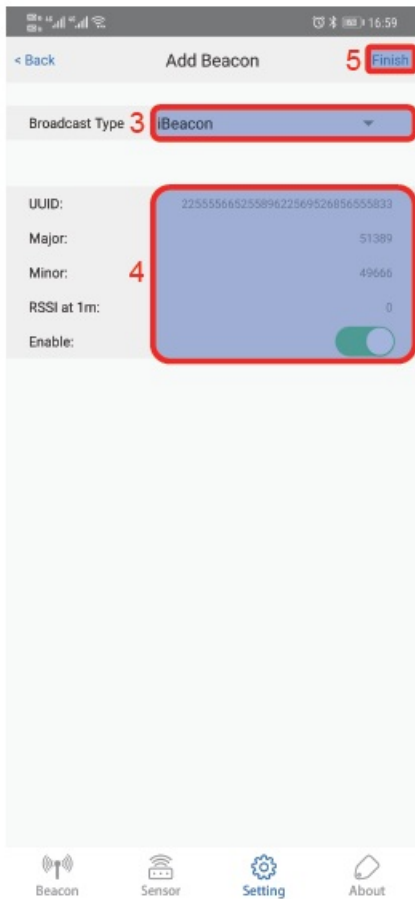 16:59
< Back Add Beacon 5 Finish
Broadcast Type 3 iBeacon
UUID: 22555566525589622569526856555833
Major: 51389
Minor: 4 49666
RSSI at 1m: 0
Enable:
Beacon Sensor Setting About